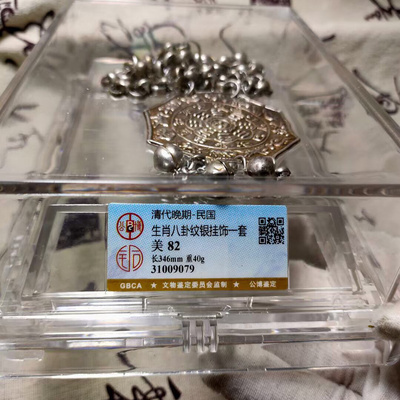 清代晚期-民国
生肖八卦纹银挂饰一套
美 82
长346mm 重40g
31009079
GBCA ★ 文物鉴定委员会监制 ★ 公博鉴定